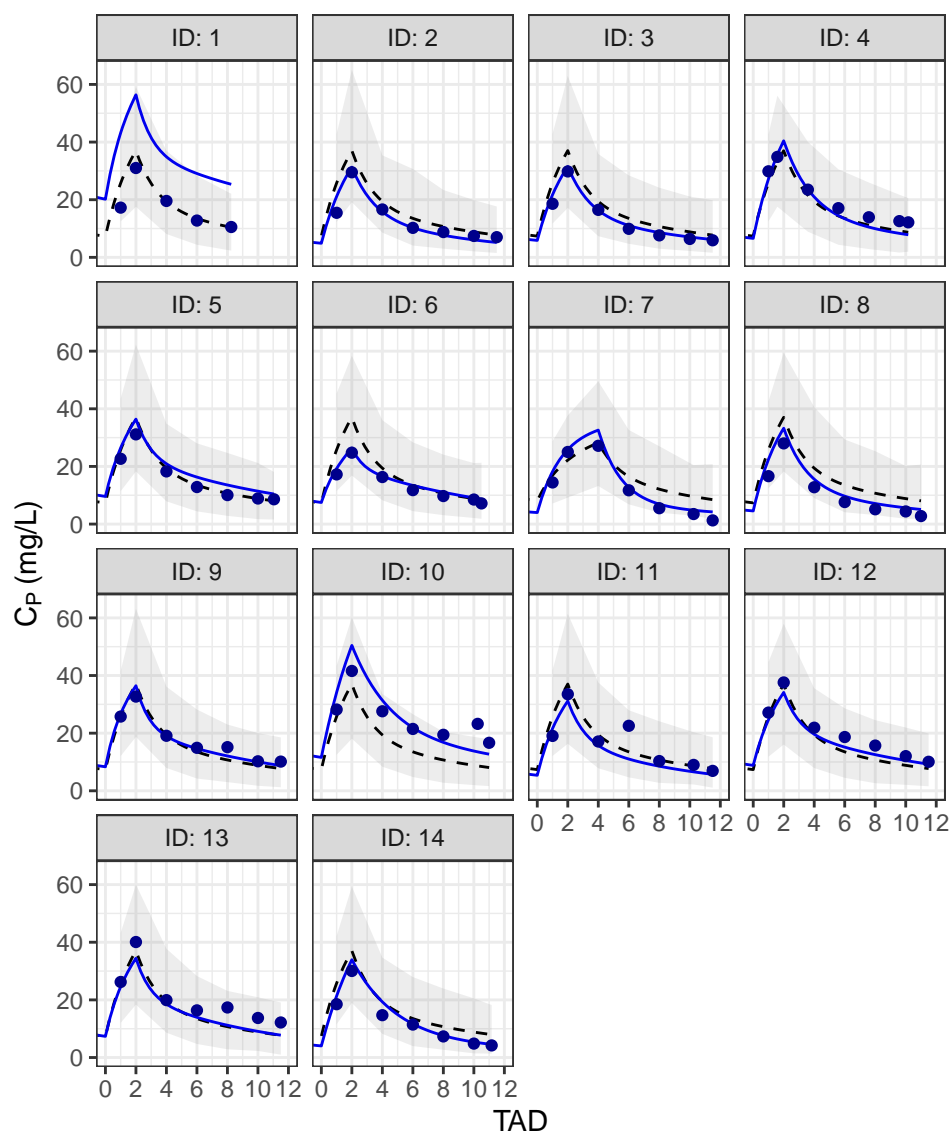 ID: 1
ID: 2
ID: 3
ID: 4
60
40
20
0
ID: 5
ID: 6
ID: 7
ID: 8
60
40
20
0
ID: 9
ID: 10
ID: 11
ID: 12
60
40
20
0
0 2 4 6 8 10 12
0 2 4 6 8 10 12
ID: 13
ID: 14
60
40
20
0
0 2 4 6 8 10 12
0 2 4 6 8 10 12
CP (mg/L)
TAD